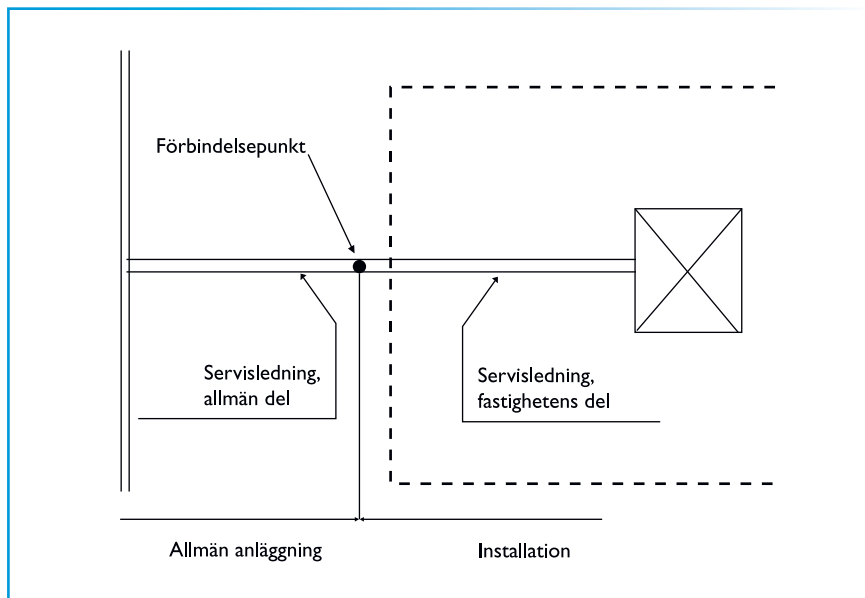 Förbindelsepunkt
Servisledning,
allmän del
Servisledning,
fastighetens del
Allmän anläggning
Installation